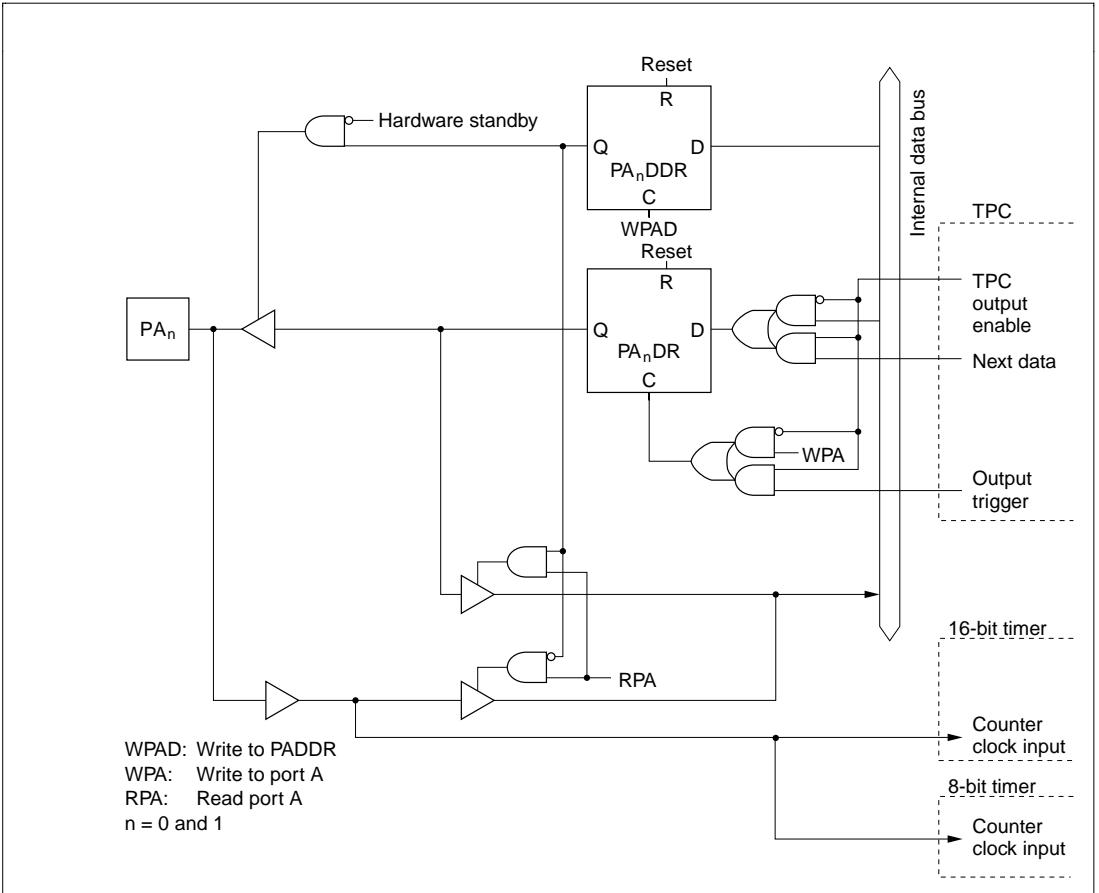 Reset
R
Hardware standby
Q
D
PAnDDR
C
WPAD
Internal data bus
TPC
Reset
R
TPC
output
enable
PAn
Q
D
PAnDR
C
Next data
WPA
Output
trigger
16-bit timer
RPA
Counter
clock input
WPAD: Write to PADDR
WPA: Write to port A
RPA: Read port A
n = 0 and 1
8-bit timer
Counter
clock input